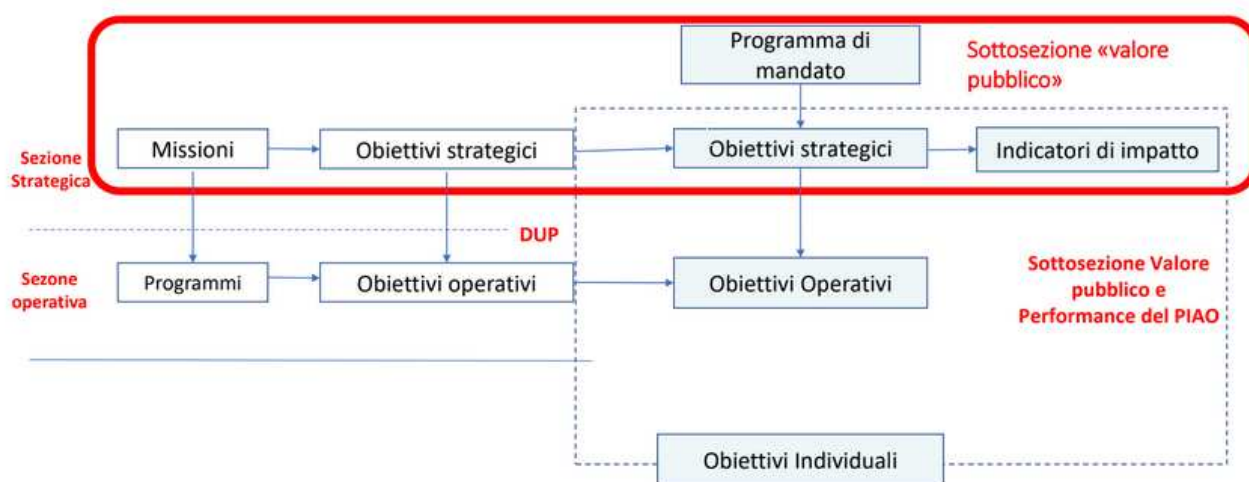 Programma di
mandato
Sottosezione «valore
pubblico»
Sezione
Strategica
Missioni
Obiettivi strategici
Obiettivi strategici
Indicatori di impatto
DUP
Sezone
operativa
Programmi
Obiettivi operativi
Obiettivi Operativi
Sottosezione Valore
pubblico e
Performance del PIAO
Obiettivi Individuali